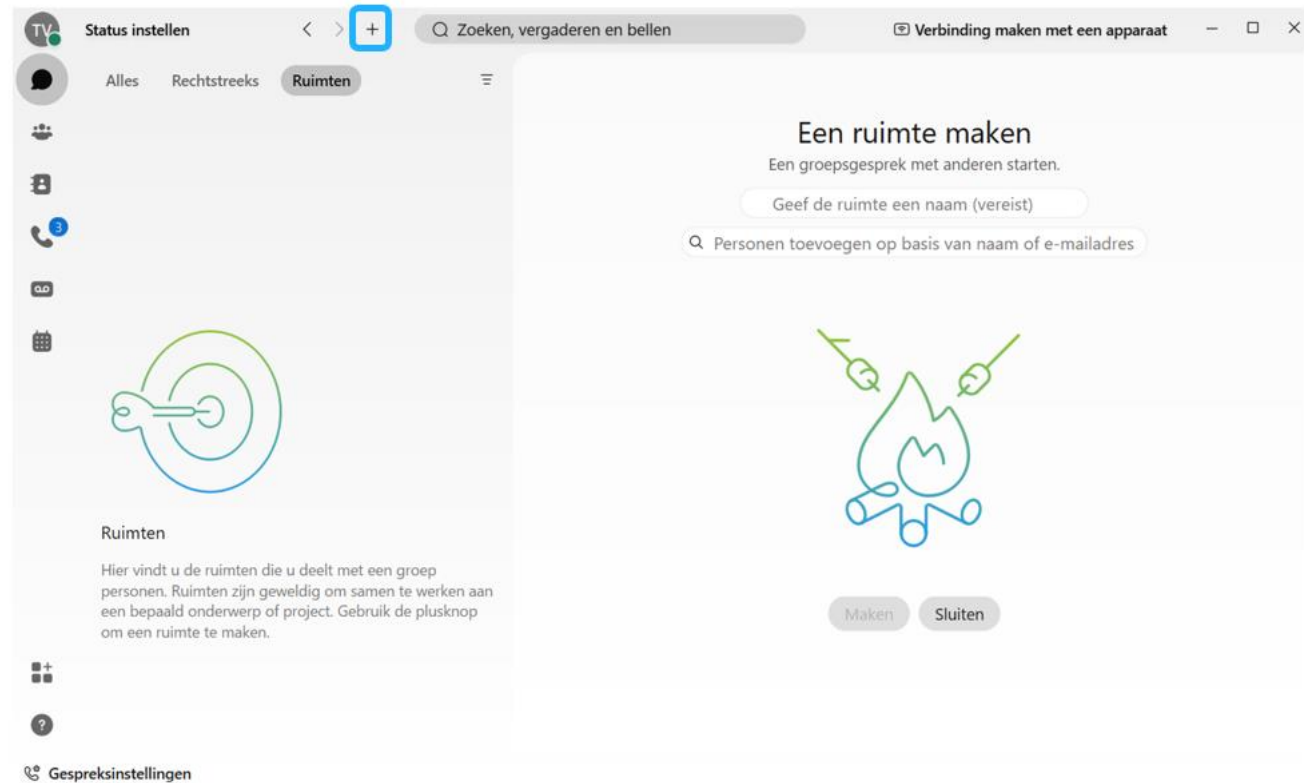 TV Status instellen Zoeken, vergaderen en bellen Verbinding maken met een apparaat
Alles Rechtstreeks Ruimten
3
Ruimten
Hier vindt u de ruimten die u deelt met een groep
personen. Ruimten zijn geweldig om samen te werken aan
een bepaald onderwerp of project. Gebruik de plusknop
om een ruimte te maken.
Een ruimte maken
Een groepsgesprek met anderen starten.
Geef de ruimte een naam (vereist)
Personen toevoegen op basis van naam of e-mailadres
Maken Sluiten
Gespreksinstellingen